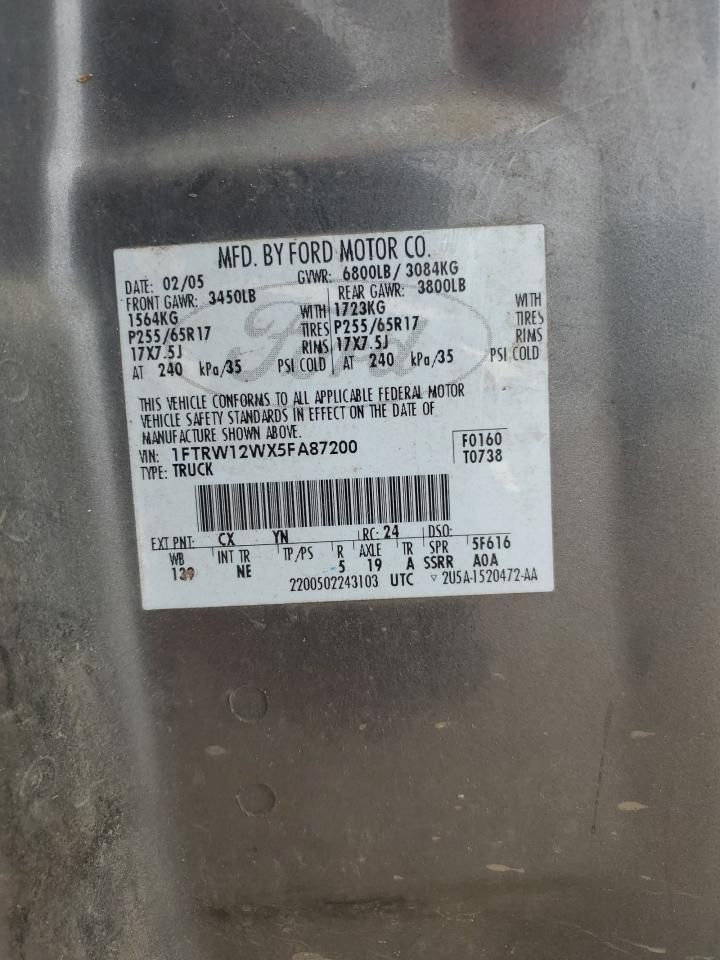 MFD. BY FORD MOTOR CO.
DATE: 02/05 GVWR: 6800LB/ 3084KG
FRONT GAWR: 3450LB REAR GAWR: 3800LB
1564KG WITH 1723KG WITH
P255/65R17 TIRES P255/65R17 TIRES
17X7.5J RIMS 17X7.5J RIMS
AT 240 kPa/35 PSI COLD AT 240 kPa/35 PSI COLD
Ford
THIS VEHICLE CONFORMS TO ALL APPLICABLE FEDERAL MOTOR
VEHICLE SAFETY STANDARDS IN EFFECT ON THE DATE OF
MANUFACTURE SHOWN ABOVE.
VIN: 1FTRW12WX5FA87200 F0160
TYPE: TRUCK T0738
EXT PNT: CX YN RC: 24 DSO:
WB INT TR TP/PS R AXLE TR SPR 5F616
139 NE 5 19 A SSRR A0A
2200502243103 UTC ▽ 2U5A-1520472-AA